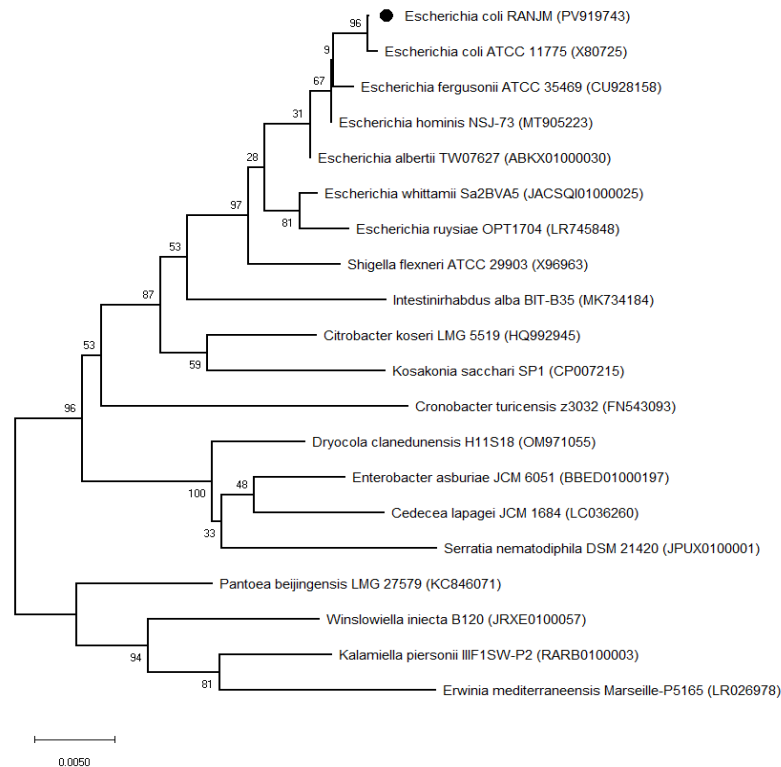 96
Escherichia coli RANJM (PV919743)
Escherichia coli ATCC 11775 (X80725)
9
Escherichia fergusonii ATCC 35469 (CU928158)
67
Escherichia hominis NSJ-73 (MT905223)
31
Escherichia albertii TW07627 (ABKX01000030)
28
Escherichia whittamii Sa2BVA5 (JACSQI01000025)
97
81
Escherichia ruysiae OPT1704 (LR745848)
53
Shigella flexneri ATCC 29903 (X96963)
87
Intestinirhabdus alba BIT-B35 (MK734184)
Citrobacter koseri LMG 5519 (HQ992945)
53
59
Kosakonia sacchari SP1 (CP007215)
96
Cronobacter turicensis z3032 (FN543093)
Dryocola clanedunensis H11S18 (OM971055)
100
48
Enterobacter asburiae JCM 6051 (BBED01000197)
Cedecea lapagei JCM 1684 (LC036260)
33
Serratia nematodiphila DSM 21420 (JPUX0100001)
Pantoea beijingensis LMG 27579 (KC846071)
Winslowiella iniecta B120 (JRXE0100057)
94
Kalamiella piersonii IIIF1SW-P2 (RARB0100003)
81
Erwinia mediterraneensis Marseille-P5165 (LR026978)
0.0050